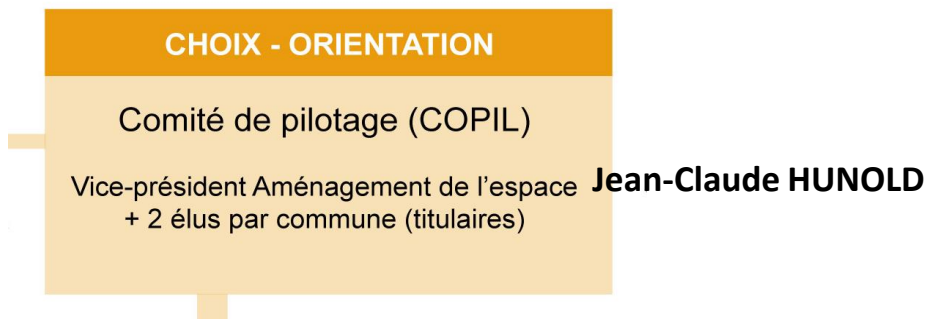 CHOIX - ORIENTATION
Comité de pilotage (COPIL)
Vice-président Aménagement de l’espace Jean-Claude HUNOLD
+ 2 élus par commune (titulaires)